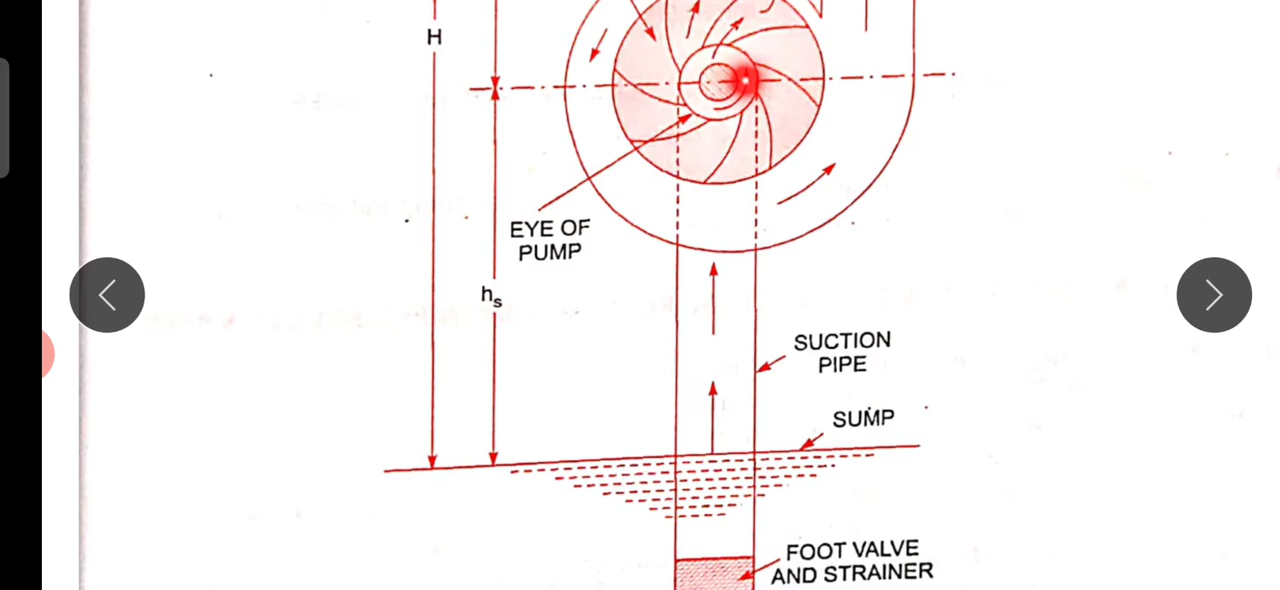 H
EYE OF
PUMP
hs
SUCTION
PIPE
SUMP
FOOT VALVE
AND STRAINER